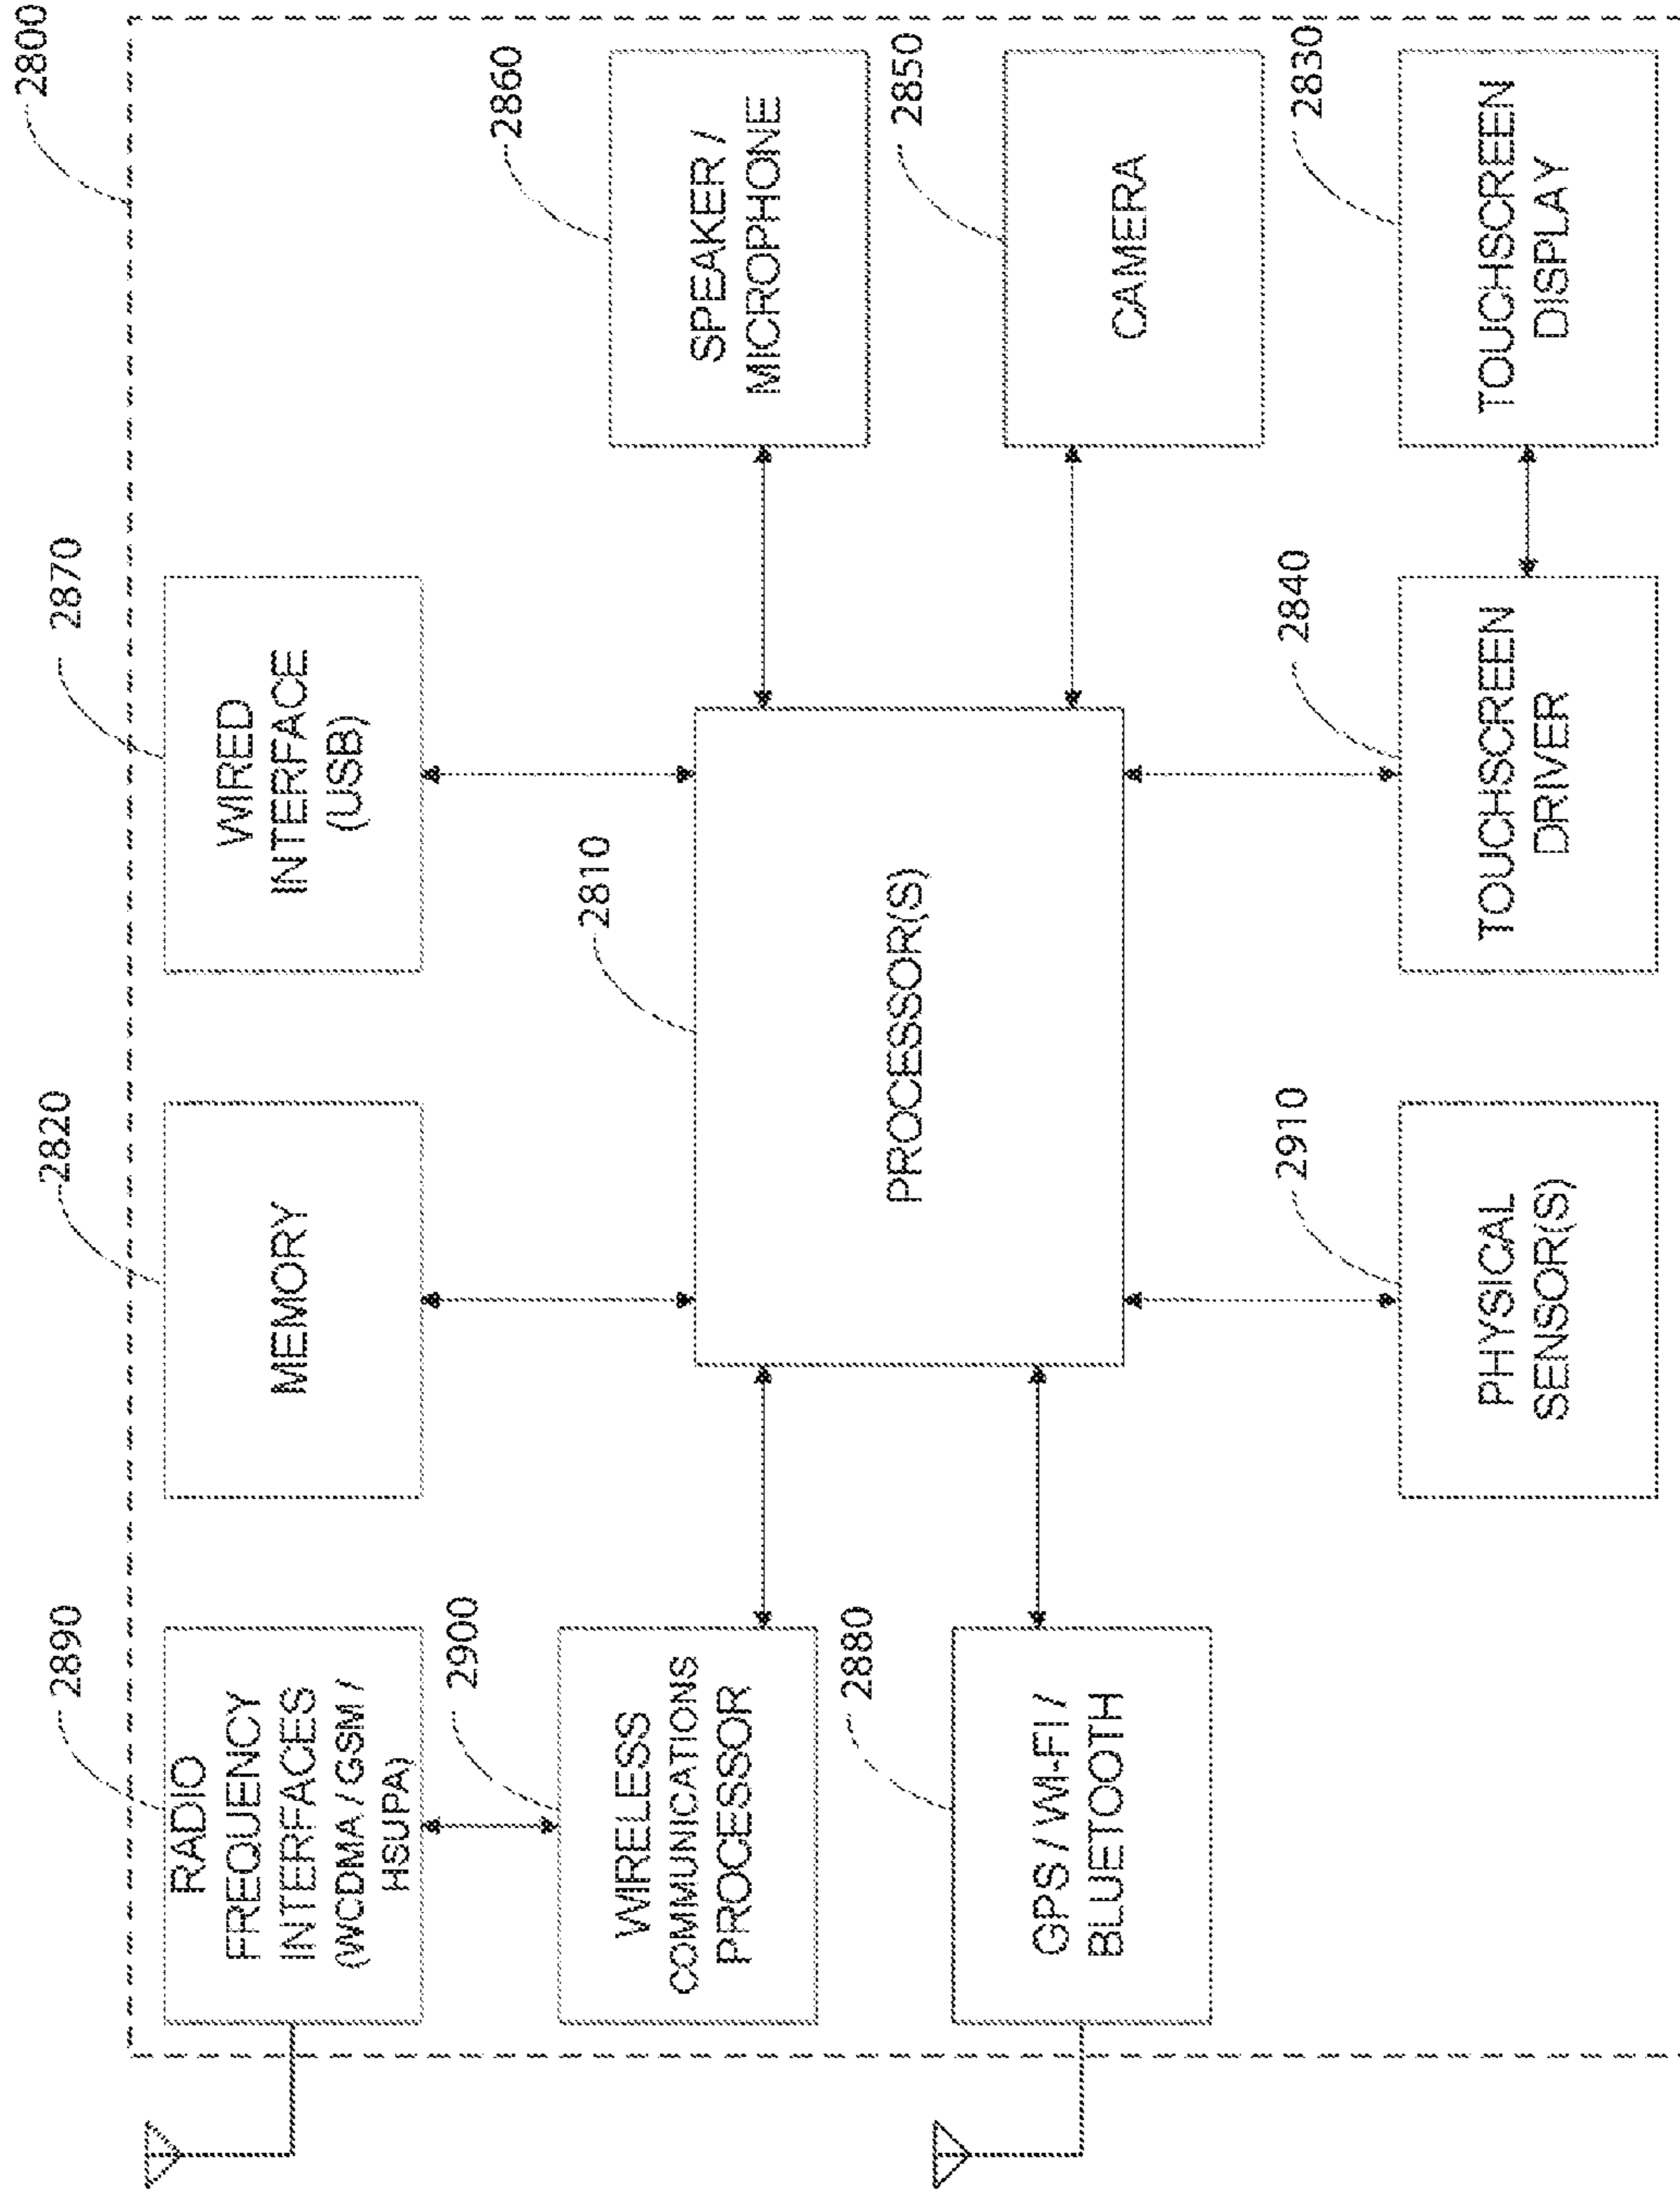 2800
2890
RADIO
FREQUENCY
INTERFACES
(WCDMA / GSM /
HSUPA)
2820
MEMORY
2870
WIRED
INTERFACE
(USB)
2900
WIRELESS
COMMUNICATIONS
PROCESSOR
2810
PROCESSOR(S)
2860
SPEAKER /
MICROPHONE
2880
GPS / WI-FI /
BLUETOOTH
2850
CAMERA
2910
PHYSICAL
SENSOR(S)
2840
TOUCHSCREEN
DRIVER
2830
TOUCHSCREEN
DISPLAY